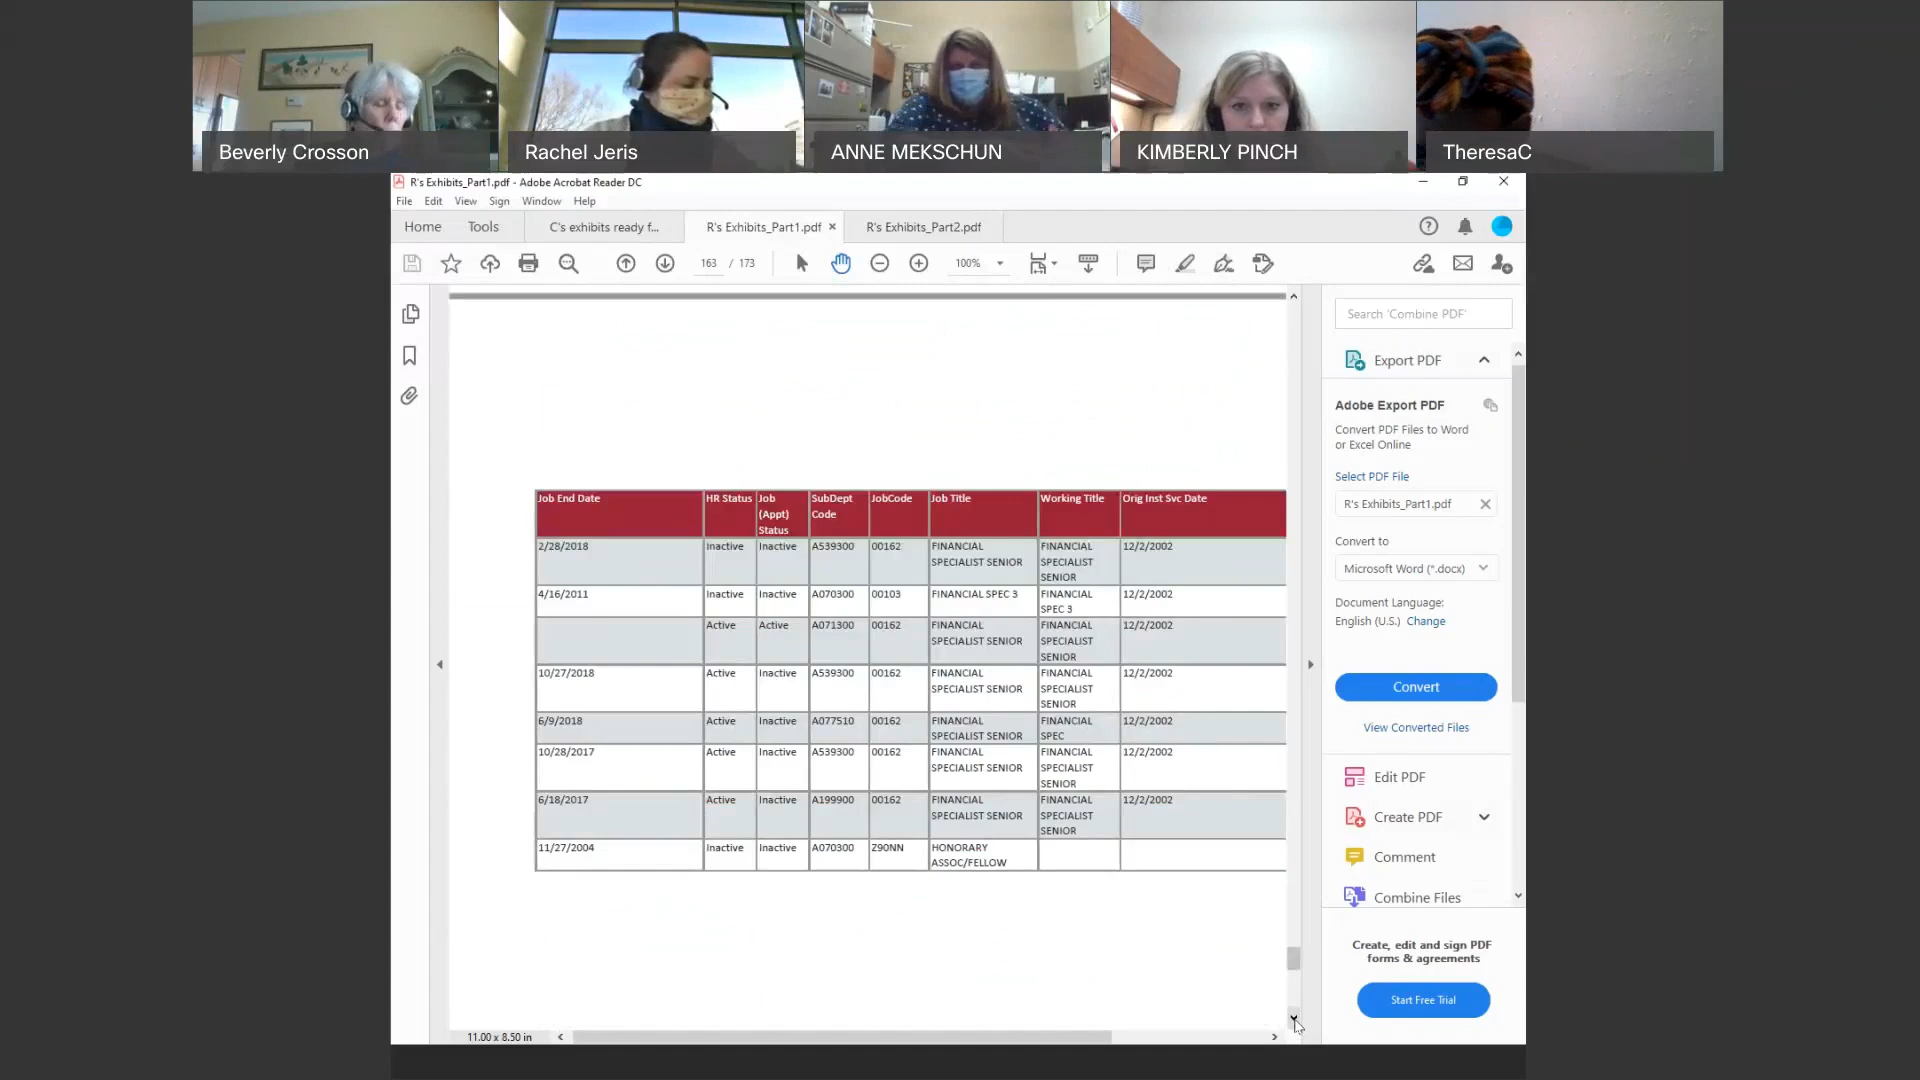 Beverly Crosson
Rachel Jeris
ANNE MEKSCHUN
KIMBERLY PINCH
TheresaC
R's Exhibits_Part1.pdf - Adobe Acrobat Reader DC
File Edit View Sign Window Help
Home Tools C's exhibits ready f... R's Exhibits_Part1.pdf R's Exhibits_Part2.pdf
163 / 173 100%
Job End Date HR Status Job (Appt) Status SubDept Code JobCode Job Title Working Title Orig Inst Svc Date
2/28/2018 Inactive Inactive A539300 00162 FINANCIAL SPECIALIST SENIOR FINANCIAL SPECIALIST SENIOR 12/2/2002
4/16/2011 Inactive Inactive A070300 00103 FINANCIAL SPEC 3 FINANCIAL SPEC 3 12/2/2002
Active Active A071300 00162 FINANCIAL SPECIALIST SENIOR FINANCIAL SPECIALIST SENIOR 12/2/2002
10/27/2018 Active Inactive A539300 00162 FINANCIAL SPECIALIST SENIOR FINANCIAL SPECIALIST SENIOR 12/2/2002
6/9/2018 Active Inactive A077510 00162 FINANCIAL SPECIALIST SENIOR FINANCIAL SPEC 12/2/2002
10/28/2017 Active Inactive A539300 00162 FINANCIAL SPECIALIST SENIOR FINANCIAL SPECIALIST SENIOR 12/2/2002
6/18/2017 Active Inactive A199900 00162 FINANCIAL SPECIALIST SENIOR FINANCIAL SPECIALIST SENIOR 12/2/2002
11/27/2004 Inactive Inactive A070300 Z90NN HONORARY ASSOC/FELLOW
11.00 x 8.50 in
Search 'Combine PDF'
Export PDF
Adobe Export PDF
Convert PDF Files to Word
or Excel Online
Select PDF File
R's Exhibits_Part1.pdf
Convert to
Microsoft Word (*.docx)
Document Language:
English (U.S.) Change
Convert
View Converted Files
Edit PDF
Create PDF
Comment
Combine Files
Create, edit and sign PDF
forms & agreements
Start Free Trial